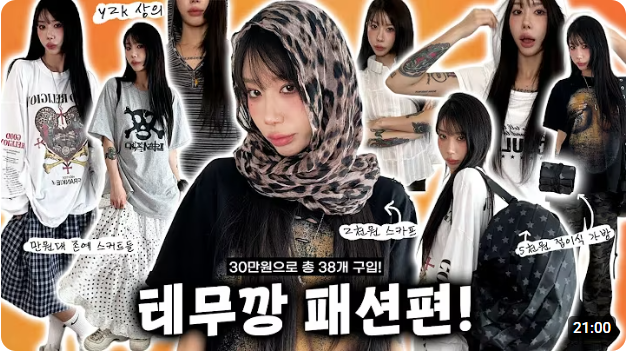 y2k 상의
만원대 존예 스커트들
2천원 스카프
5천원 접이식 가방
30만원으로 총 38개 구입!
테무깡 패션편!
21:00